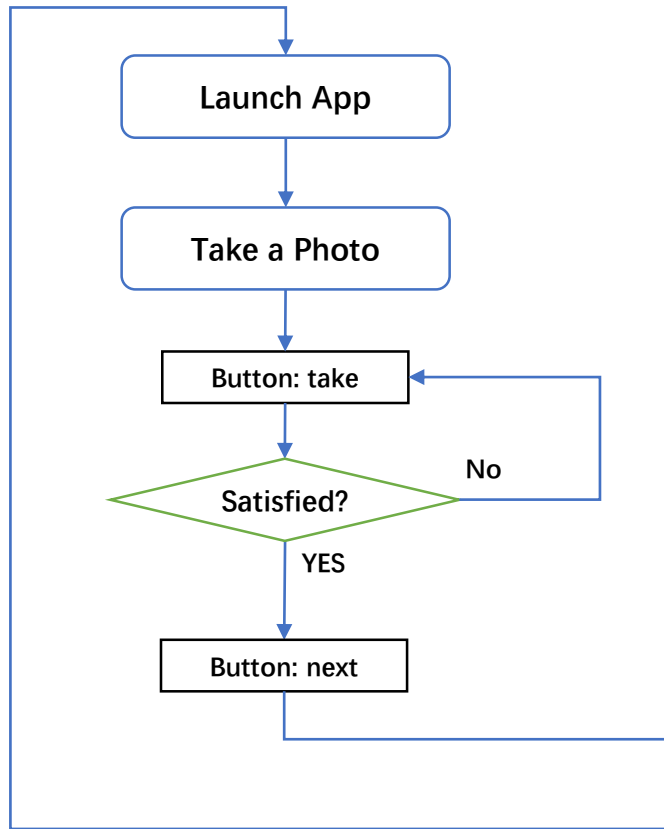 Launch App
Take a Photo
Button: take
No
Satisfied?
YES
Button: next